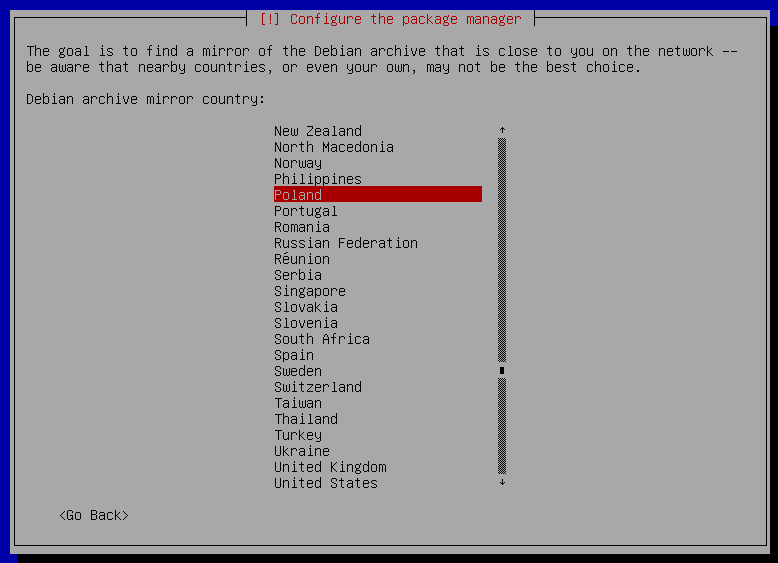 [!] Configure the package manager
The goal is to find a mirror of the Debian archive that is close to you on the network --
be aware that nearby countries, or even your own, may not be the best choice.
Debian archive mirror country:
New Zealand
North Macedonia
Norway
Philippines
Poland
Portugal
Romania
Russian Federation
Réunion
Serbia
Singapore
Slovakia
Slovenia
South Africa
Spain
Sweden
Switzerland
Taiwan
Thailand
Turkey
Ukraine
United Kingdom
United States
<Go Back>